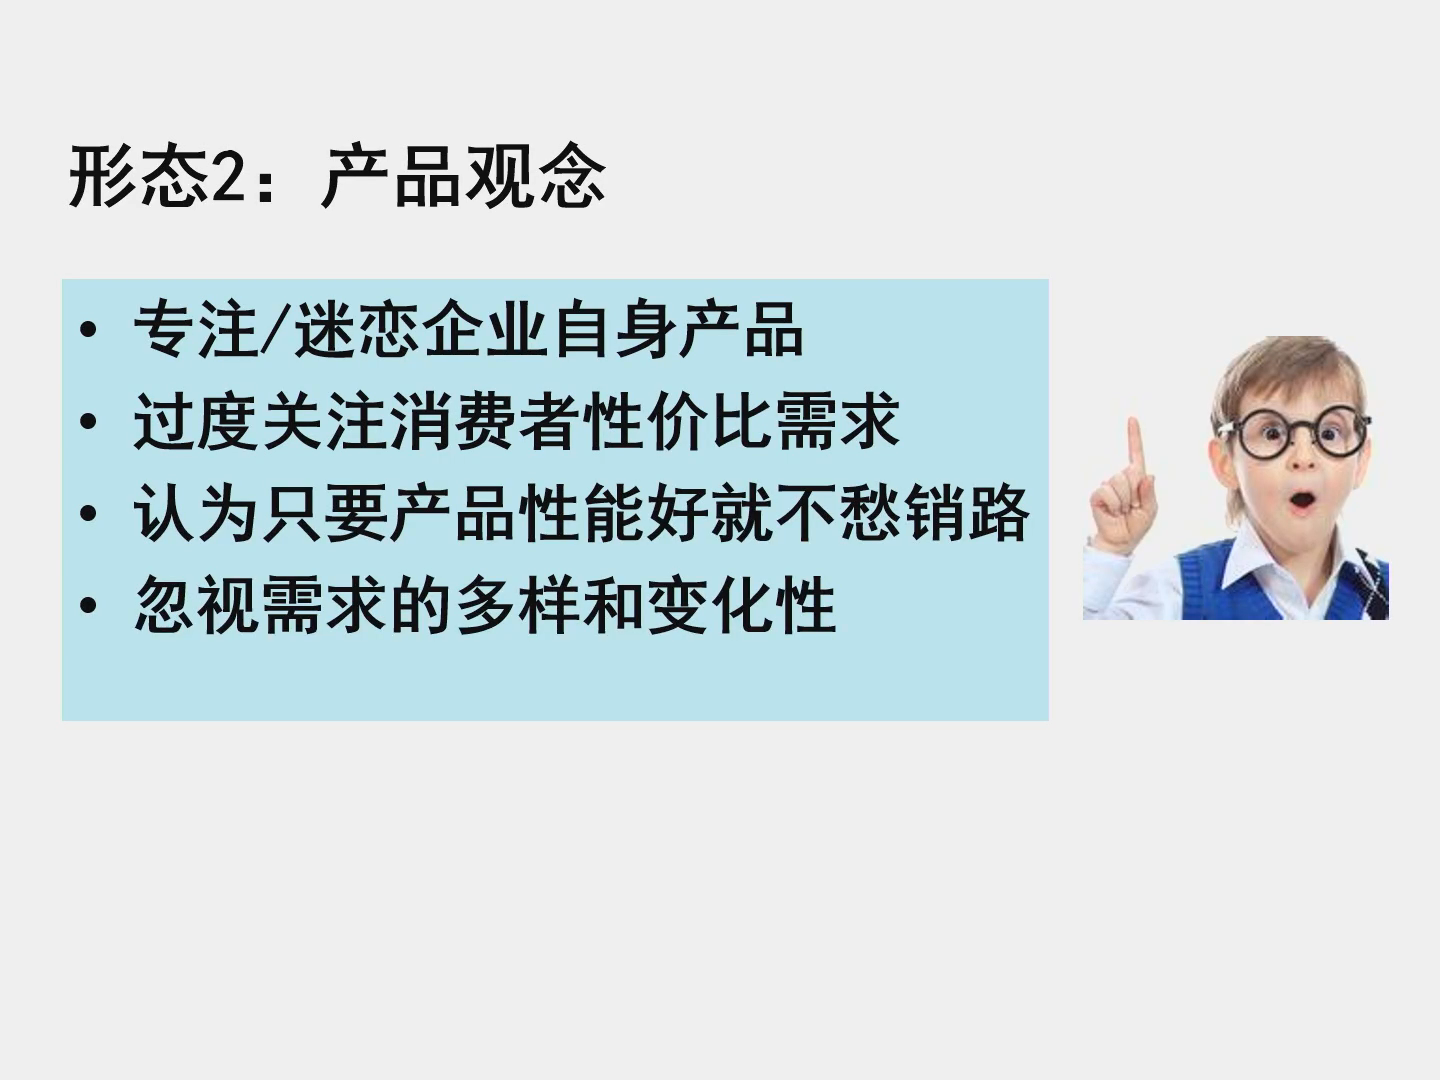 形态2：产品观念
• 专注/迷恋企业自身产品
• 过度关注消费者性价比需求
• 认为只要产品性能好就不愁销路
• 忽视需求的多样和变化性